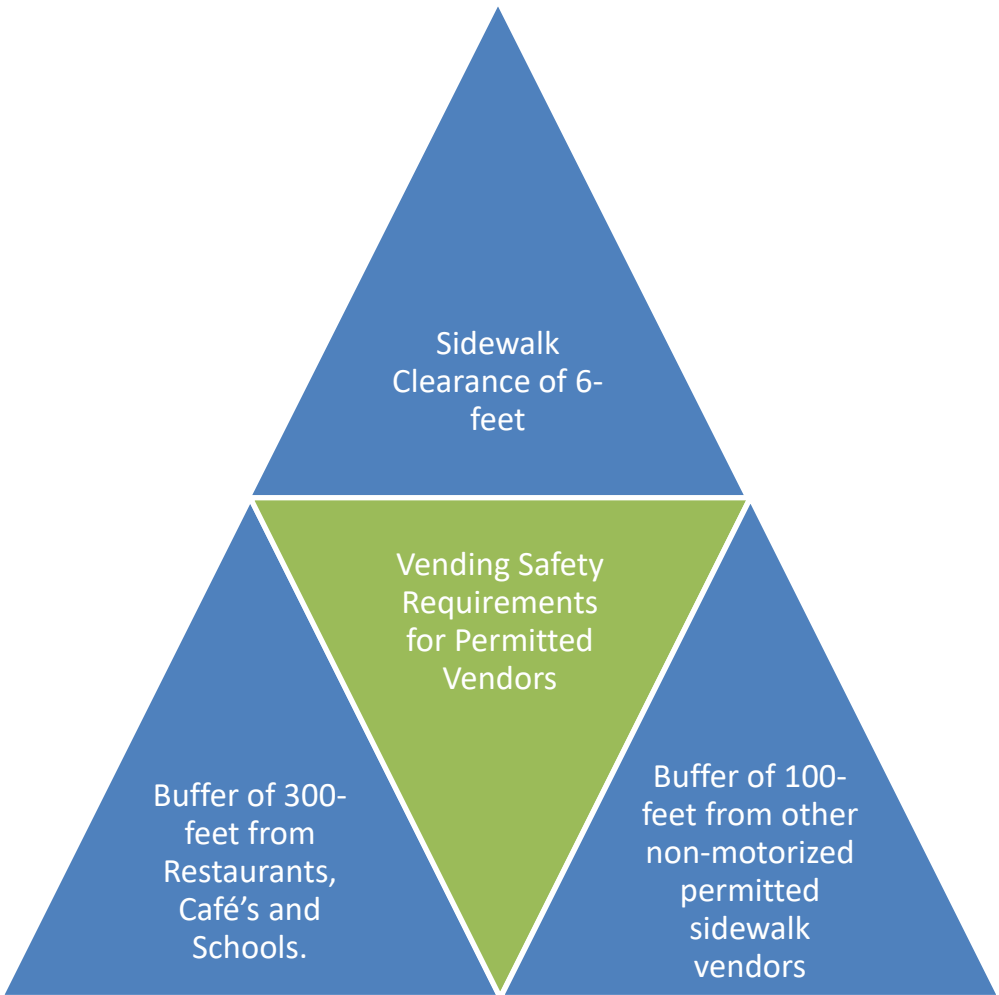 Sidewalk
Clearance of 6-
feet
Vending Safety
Requirements
for Permitted
Vendors
Buffer of 300-
feet from
Restaurants,
Café’s and
Schools.
Buffer of 100-
feet from other
non-motorized
permitted
sidewalk
vendors